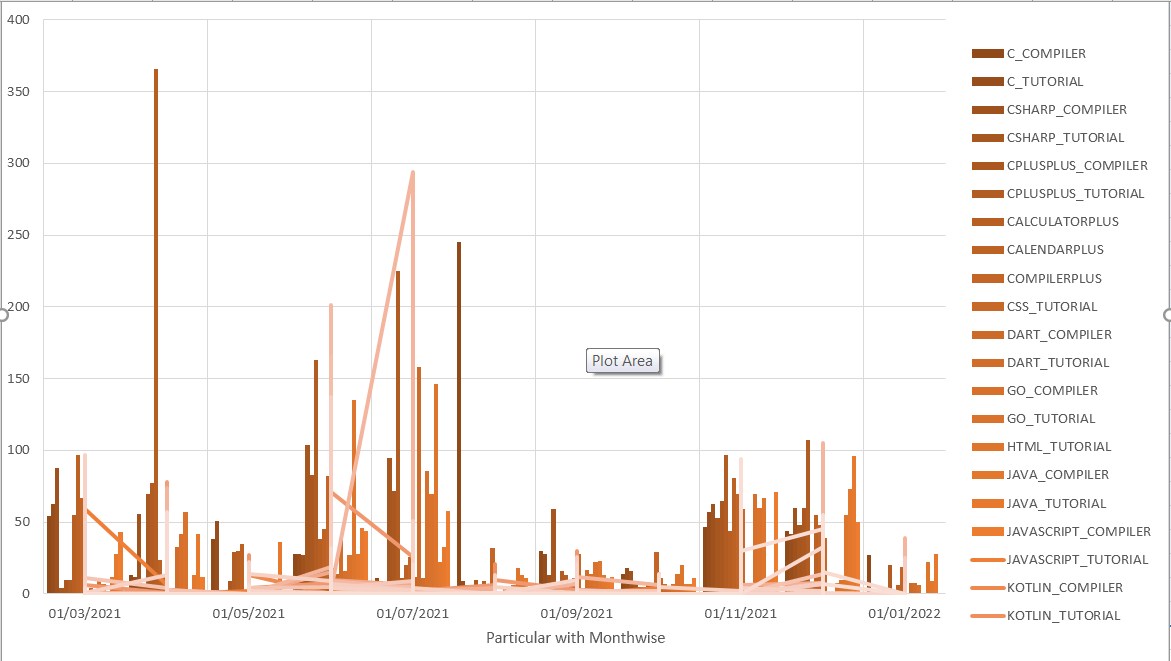 400
350
300
250
200
150
100
50
0
01/03/2021 01/05/2021 01/07/2021 01/09/2021 01/11/2021 01/01/2022
Particular with Monthwise
Plot Area
C_COMPILER
C_TUTORIAL
CSHARP_COMPILER
CSHARP_TUTORIAL
CPLUSPLUS_COMPILER
CPLUSPLUS_TUTORIAL
CALCULATORPLUS
CALENDARPLUS
COMPILERPLUS
CSS_TUTORIAL
DART_COMPILER
DART_TUTORIAL
GO_COMPILER
GO_TUTORIAL
HTML_TUTORIAL
JAVA_COMPILER
JAVA_TUTORIAL
JAVASCRIPT_COMPILER
JAVASCRIPT_TUTORIAL
KOTLIN_COMPILER
KOTLIN_TUTORIAL